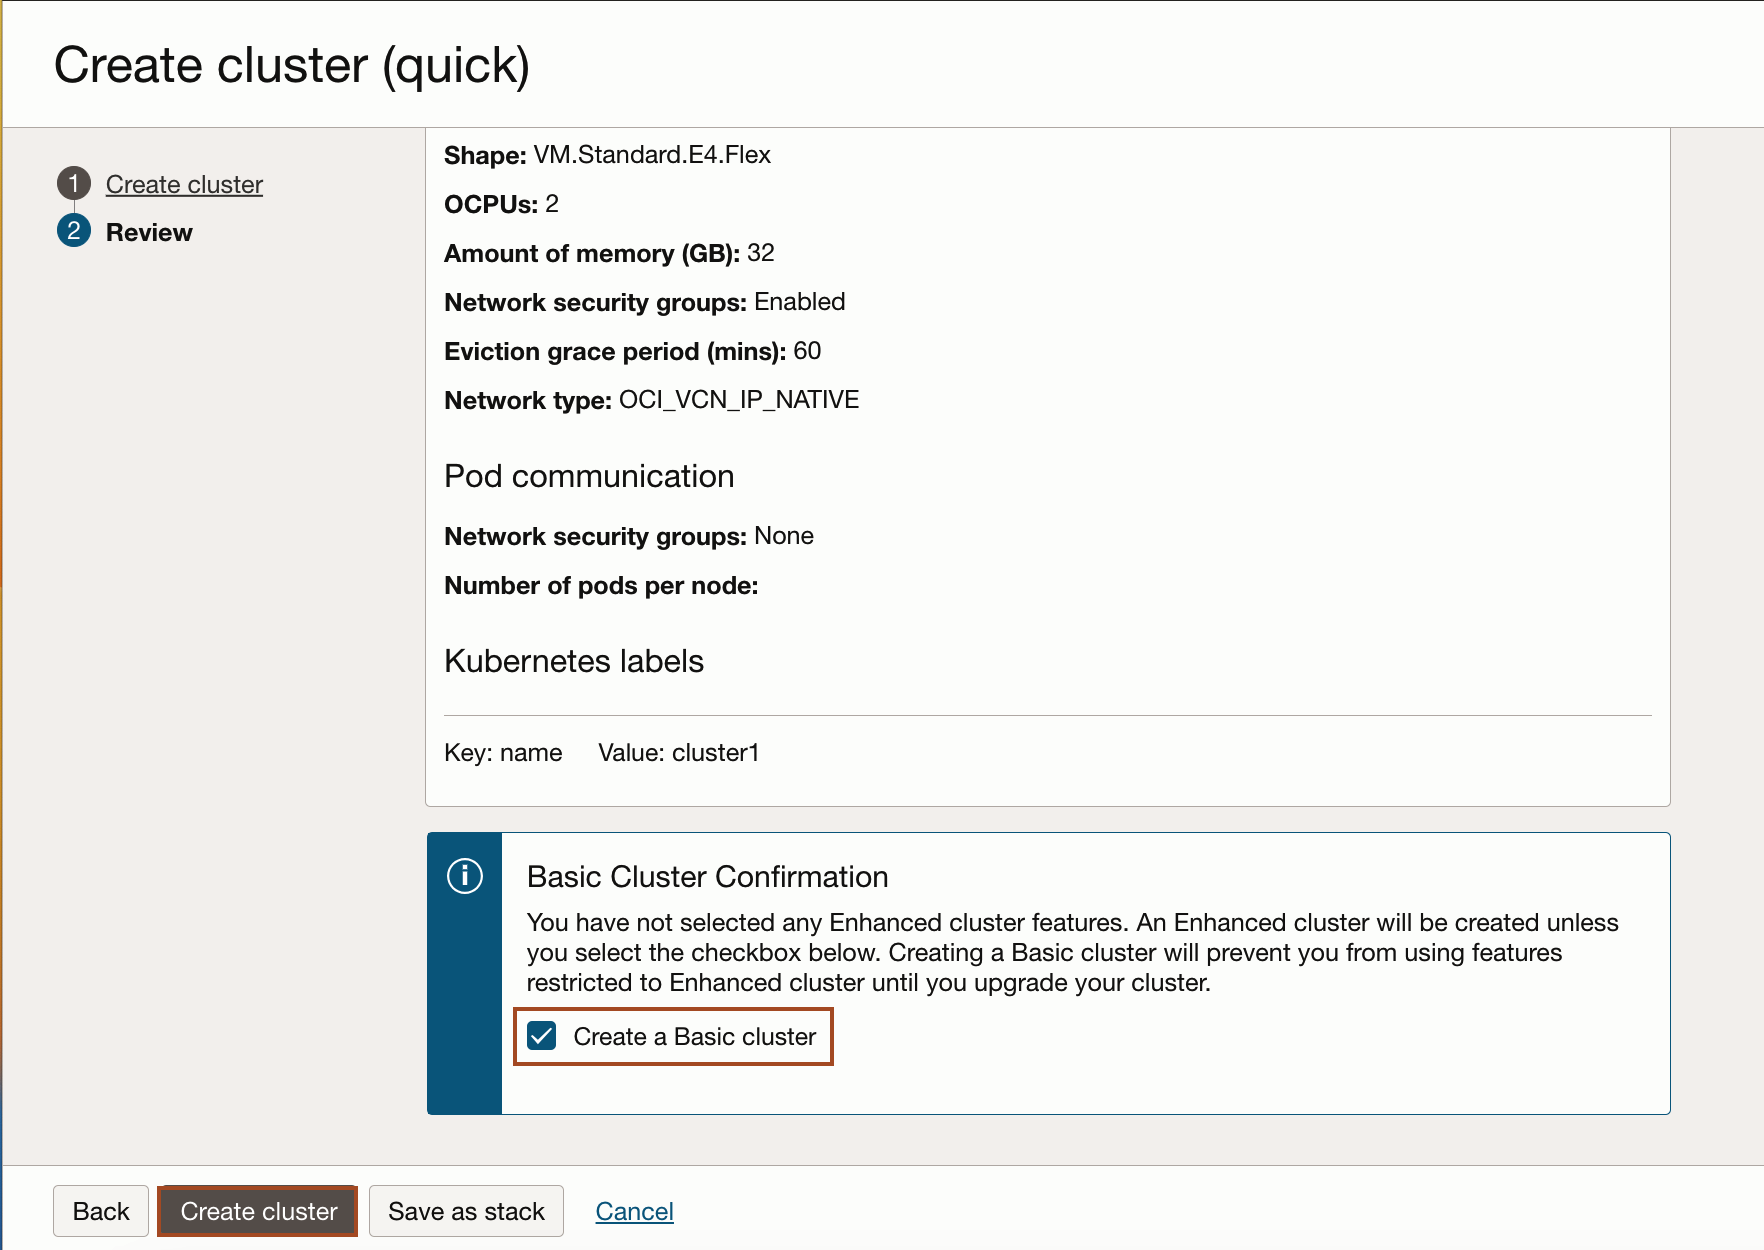 Create cluster (quick)
1 Create cluster
2 Review
Shape: VM.Standard.E4.Flex
OCPUs: 2
Amount of memory (GB): 32
Network security groups: Enabled
Eviction grace period (mins): 60
Network type: OCI_VCN_IP_NATIVE
Pod communication
Network security groups: None
Number of pods per node:
Kubernetes labels
Key: name Value: cluster1
Basic Cluster Confirmation
You have not selected any Enhanced cluster features. An Enhanced cluster will be created unless
you select the checkbox below. Creating a Basic cluster will prevent you from using features
restricted to Enhanced cluster until you upgrade your cluster.
Create a Basic cluster
Back Create cluster Save as stack Cancel